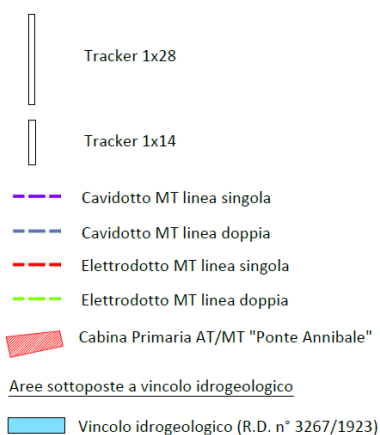 Tracker 1x28
Tracker 1x14
Cavidotto MT linea singola
Cavidotto MT linea doppia
Elettrodotto MT linea singola
Elettrodotto MT linea doppia
Cabina Primaria AT/MT "Ponte Annibale"
Aree sottoposte a vincolo idrogeologico
Vincolo idrogeologico (R.D. n° 3267/1923)